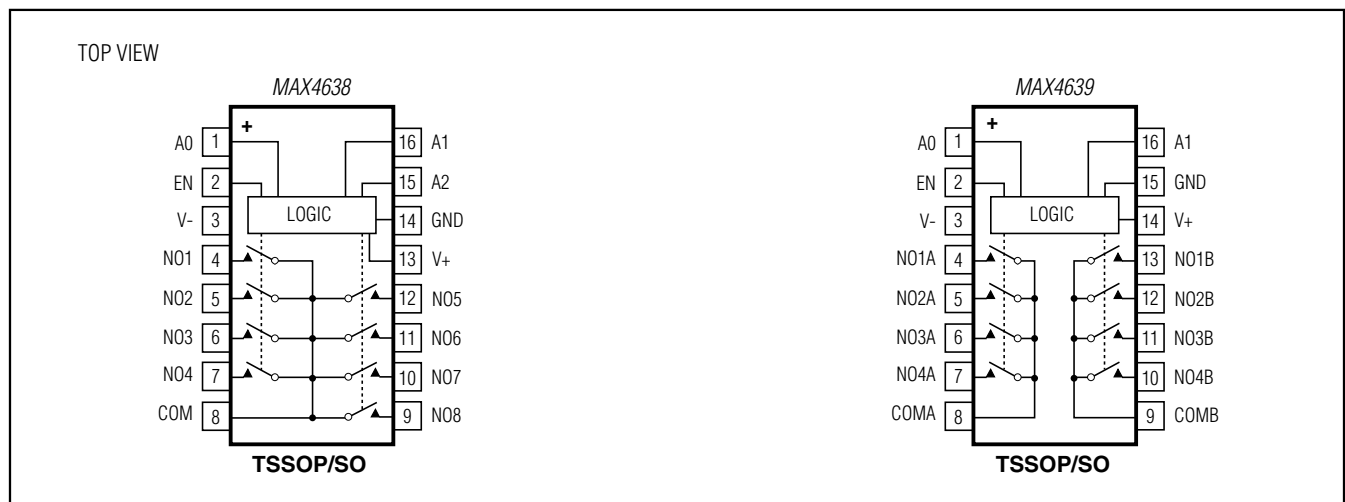 TOP VIEW
MAX4638
+
A0 1 16 A1
EN 2 15 A2
LOGIC
V- 3 14 GND
NO1 4 13 V+
NO2 5 12 NO5
NO3 6 11 NO6
NO4 7 10 NO7
COM 8 9 NO8
TSSOP/SO
MAX4639
+
A0 1 16 A1
EN 2 15 GND
LOGIC
V- 3 14 V+
NO1A 4 13 NO1B
NO2A 5 12 NO2B
NO3A 6 11 NO3B
NO4A 7 10 NO4B
COMA 8 9 COMB
TSSOP/SO